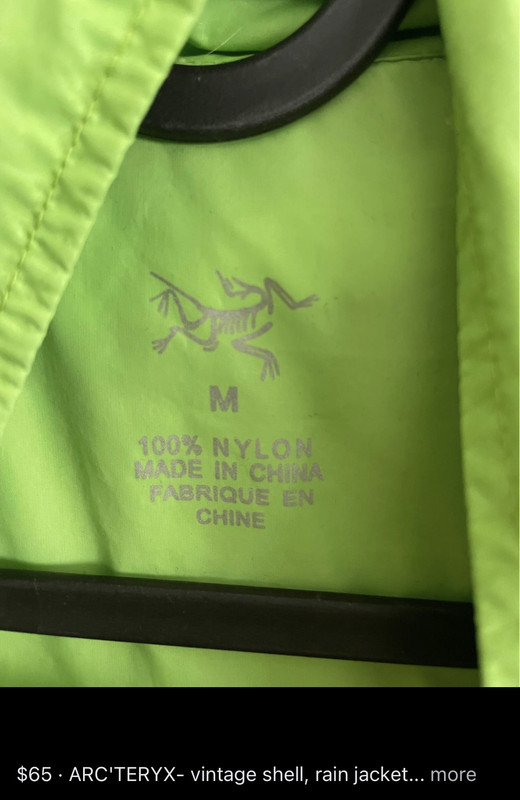 M
100% NYLON
MADE IN CHINA
FABRIQUE EN
CHINE
$65 · ARC'TERYX- vintage shell, rain jacket... more